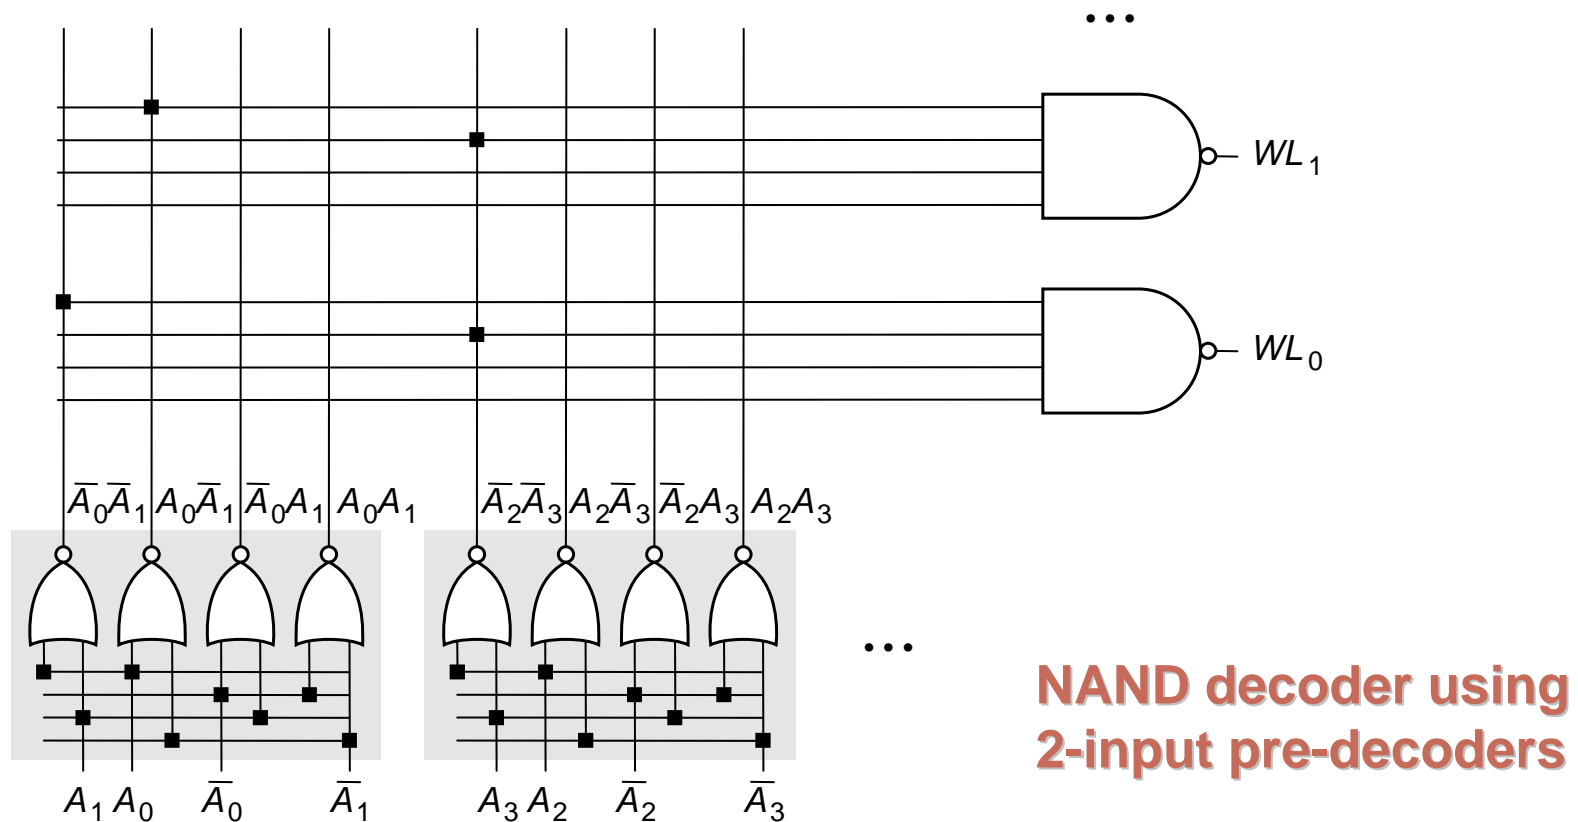 ...
WL1
WL0
A̅0A̅1 A0A̅1 A̅0A1 A0A1 A̅2A̅3 A2A̅3 A̅2A3 A2A3
...
NAND decoder using
2-input pre-decoders
A1 A0 A̅0 A̅1 A3 A2 A̅2 A̅3